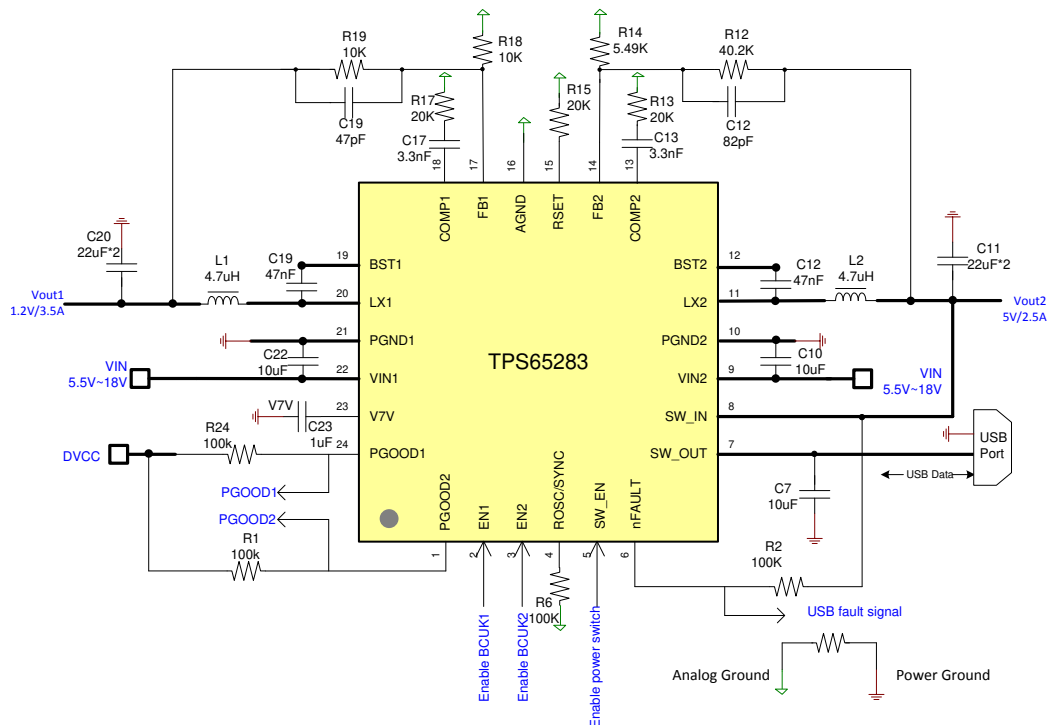 R19
10K
C19
47pF
R18
10K
R17
20K
C17
3.3nF
R14
5.49K
R15
20K
R13
20K
C13
3.3nF
R12
40.2K
C12
82pF
18
17
16
15
14
13
COMP1
FB1
AGND
RSET
FB2
COMP2
C20
22uF*2
L1
4.7uH
C19
47nF
19
BST1
20
LX1
Vout1
1.2V/3.5A
21
PGND1
C22
10uF
VIN
5.5V~18V
22
VIN1
V7V
C23
1uF
23
V7V
DVCC
R24
100k
24
PGOOD1
PGOOD1
PGOOD2
R1
100k
TPS65283
BST2
12
C12
47nF
L2
4.7uH
C11
22uF*2
LX2
11
Vout2
5V/2.5A
PGND2
10
C10
10uF
VIN2
9
VIN
5.5V~18V
SW_IN
8
SW_OUT
7
USB
Port
USB Data
C7
10uF
PGOOD2
EN1
EN2
ROSC/SYNC
SW_EN
nFAULT
1
2
3
4
5
6
R6
100K
R2
100K
USB fault signal
Enable BCUK1
Enable BCUK2
Enable power switch
Analog Ground
Power Ground